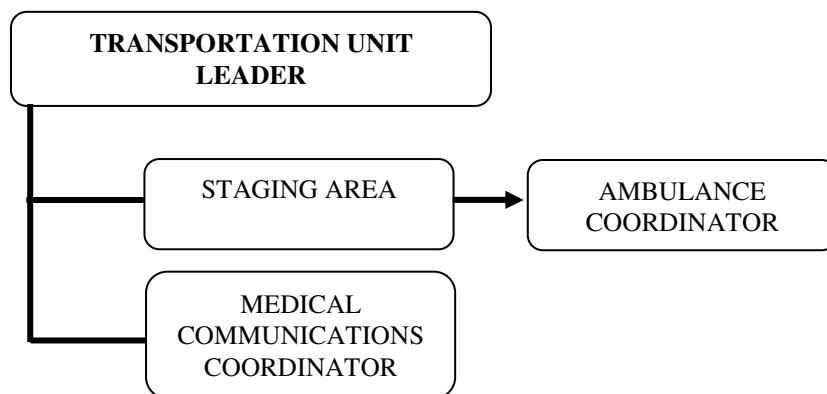 TRANSPORTATION UNIT
LEADER
STAGING AREA
AMBULANCE
COORDINATOR
MEDICAL
COMMUNICATIONS
COORDINATOR